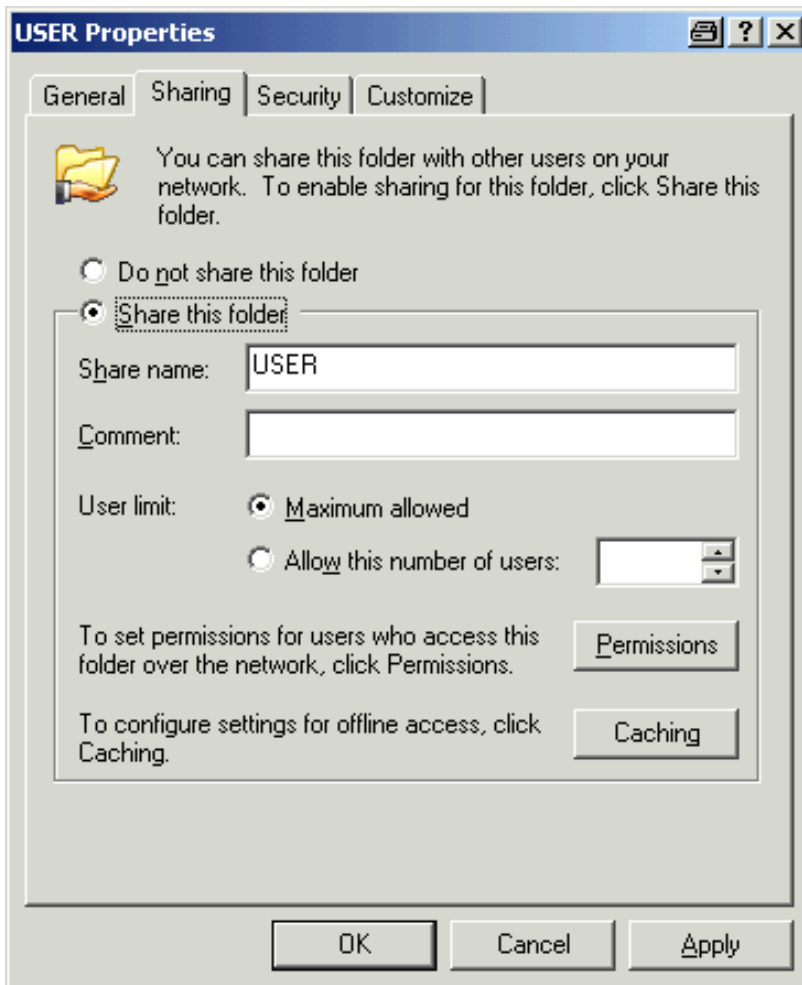 USER Properties
General Sharing Security Customize
You can share this folder with other users on your
network. To enable sharing for this folder, click Share this
folder.
Do not share this folder
Share this folder
Share name: USER
Comment:
User limit: Maximum allowed
Allow this number of users:
To set permissions for users who access this
folder over the network, click Permissions.
Permissions
To configure settings for offline access, click
Caching.
Caching
OK Cancel Apply